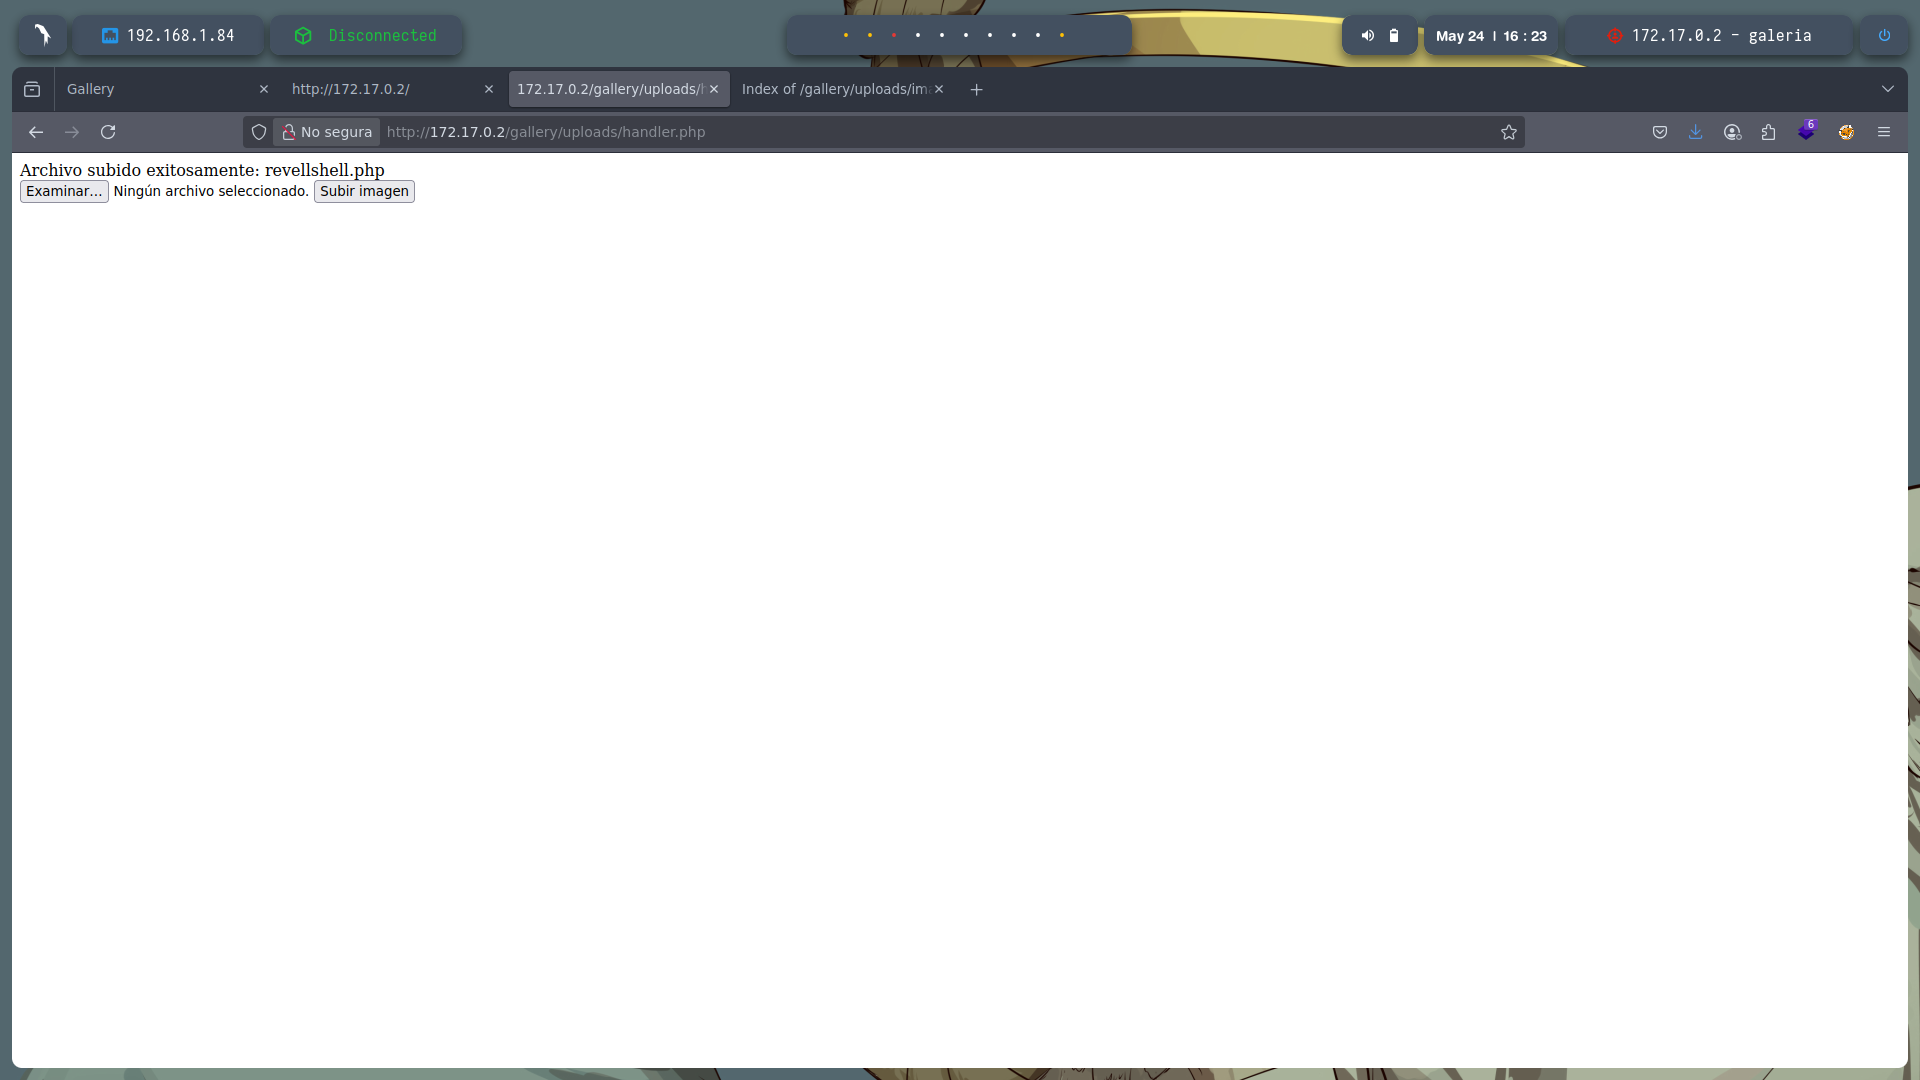 192.168.1.84
Disconnected
May 24 | 16 : 23
172.17.0.2 - galeria
Gallery
http://172.17.0.2/
172.17.0.2/gallery/uploads/
Index of /gallery/uploads/im
No segura
http://172.17.0.2/gallery/uploads/handler.php
6
Archivo subido exitosamente: revellshell.php
Examinar... Ningún archivo seleccionado. Subir imagen